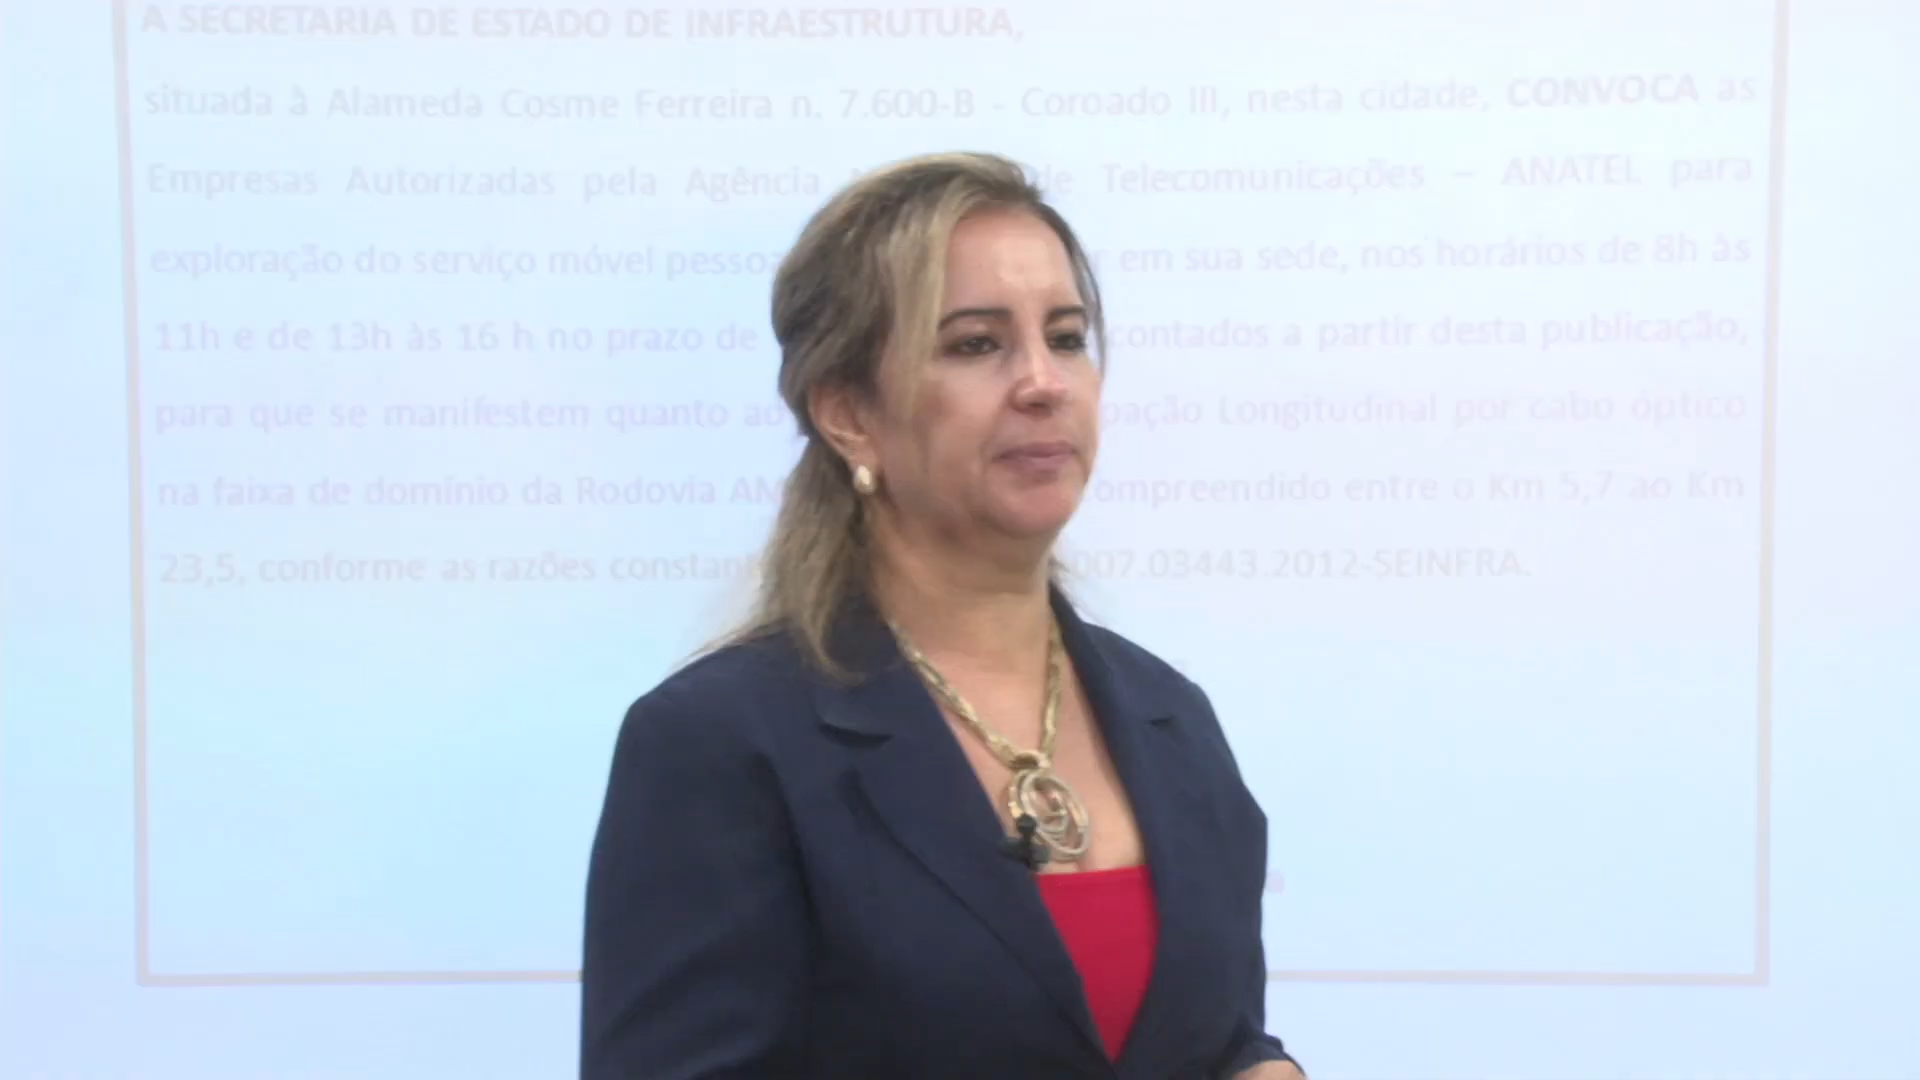 A SECRETARIA DE ESTADO DE INFRAESTRUTURA,
situada à Alameda Cosme Ferreira n. 7.600-B - Coroado III, nesta cidade, CONVOCA as
Empresas Autorizadas pela Agência de Telecomunicações – ANATEL para
exploração do serviço móvel em sua sede, nos horários de 8h às
11h e de 13h às 16 h no prazo de contados a partir desta publicação,
para que se manifestem quanto Longitudinal por cabo óptico
na faixa de domínio da Rodovia entre o Km 5,7 ao Km
23,5, conforme as razões 007.03443.2012-SEINFRA.